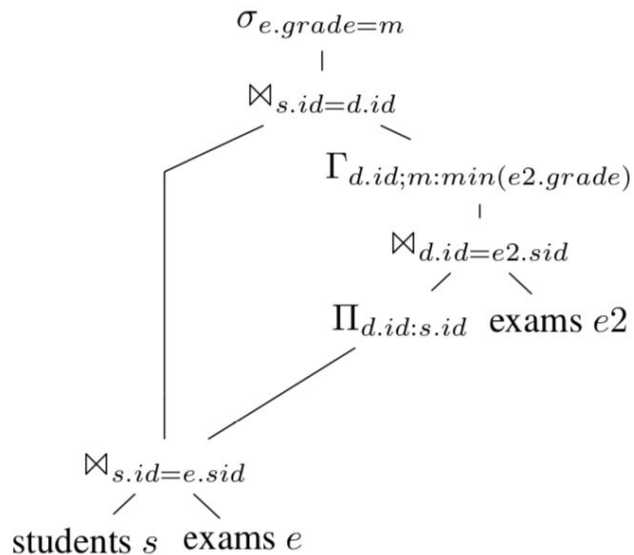 σe.grade=m
⋈s.id=d.id
Γd.id;m:min(e2.grade)
⋈d.id=e2.sid
Πd.id:s.id exams e2
⋈s.id=e.sid
students s exams e